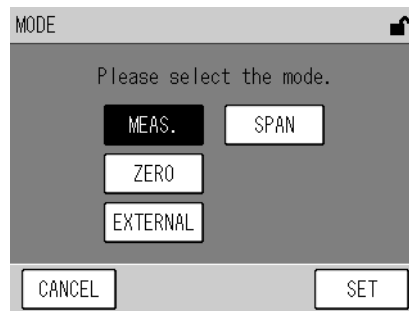 MODE
Please select the mode.
MEAS. SPAN
ZERO
EXTERNAL
CANCEL SET